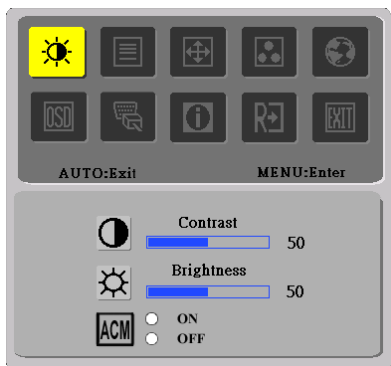 OSD
i
R
EXIT
AUTO:Exit MENU:Enter
Contrast
50
Brightness
50
ACM
ON
OFF